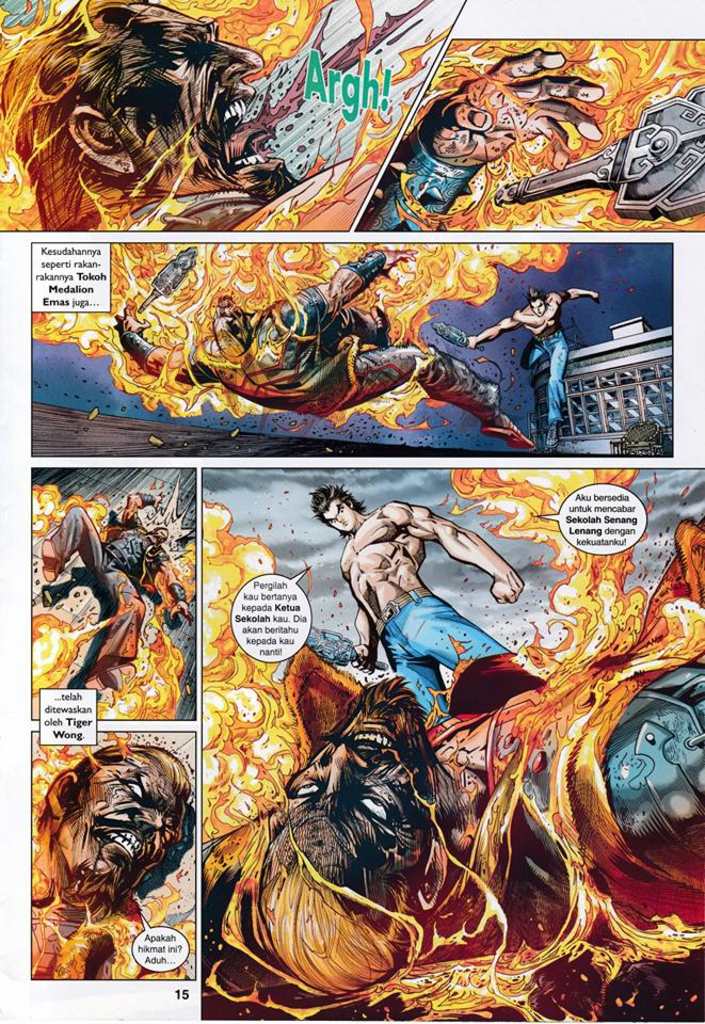 Argh!
Kesudahannya
seperti rakan-
rakannya Tokoh
Medalion
Emas juga...
...telah
ditewaskan
oleh Tiger
Wong.
Apakah
hikmat ini?
Aduh...
Aku bersedia
untuk mencabar
Sekolah Senang
Lenang dengan
kekuatanku!
Pergilah
kau bertanya
kepada Ketua
Sekolah kau. Dia
akan beritahu
kepada kau
nanti!
15